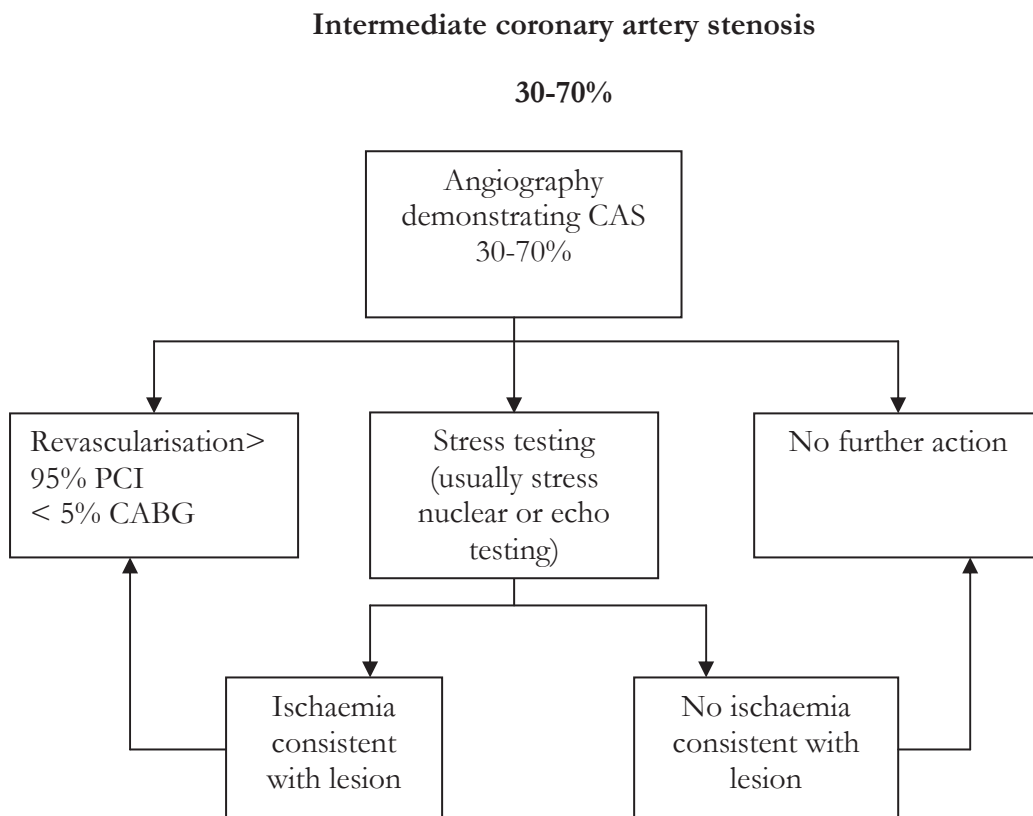 Intermediate coronary artery stenosis
30-70%
Angiography
demonstrating CAS
30-70%
Revascularisation>
95% PCI
< 5% CABG
Stress testing
(usually stress
nuclear or echo
testing)
No further action
Ischaemia
consistent
with lesion
No ischaemia
consistent with
lesion